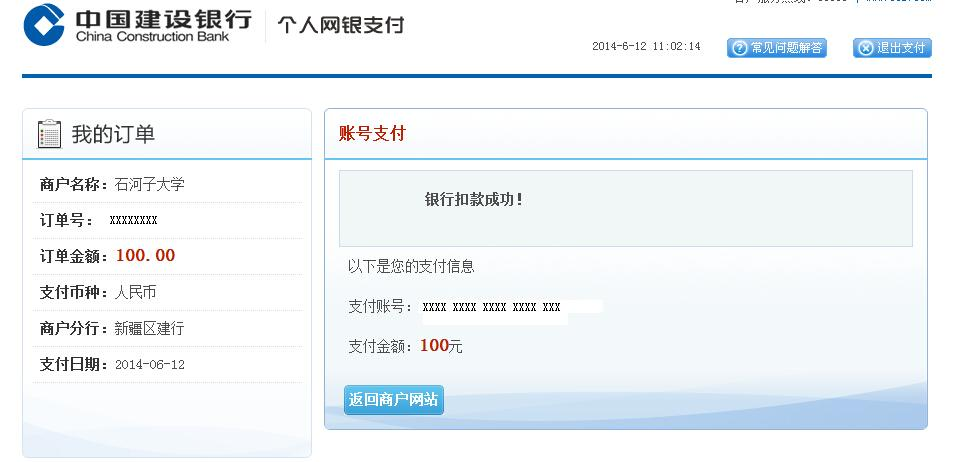 中国建设银行
China Construction Bank
个人网银支付
2014-6-12 11:02:14
常见问题解答
退出支付
我的订单
商户名称：石河子大学
订单号： XXXXXXXX
订单金额：100.00
支付币种：人民币
商户分行：新疆区建行
支付日期：2014-06-12
账号支付
银行扣款成功！
以下是您的支付信息
支付账号： XXXX XXXX XXXX XXXX XXX
支付金额：100元
返回商户网站